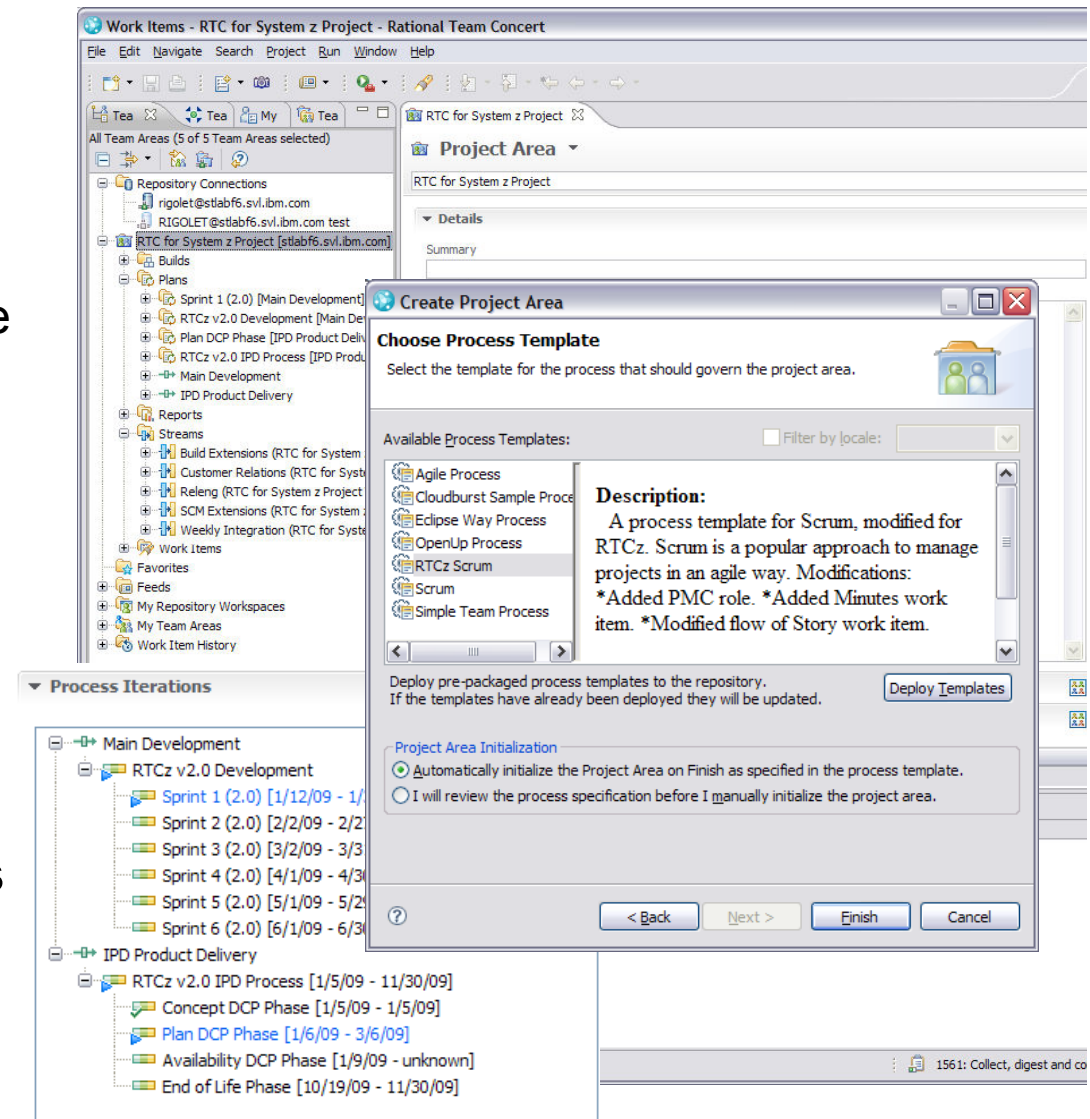 Work Items - RTC for System z Project - Rational Team Concert
File Edit Navigate Search Project Run Window Help
Tea Tea My Tea
RTC for System z Project
All Team Areas (5 of 5 Team Areas selected)
Project Area
RTC for System z Project
Details
Summary
Repository Connections
rigolet@stlabf6.svl.ibm.com
RIGOLET@stlabf6.svl.ibm.com test
RTC for System z Project [stlabf6.svl.ibm.com]
Builds
Plans
Sprint 1 (2.0) [Main Development]
RTCz v2.0 Development [Main De
Plan DCP Phase [IPD Product Deliv
RTCz v2.0 IPD Process [IPD Produ
Main Development
IPD Product Delivery
Reports
Streams
Build Extensions (RTC for System
Customer Relations (RTC for Syste
Releng (RTC for System z Project
SCM Extensions (RTC for System
Weekly Integration (RTC for Syste
Work Items
Favorites
Feeds
My Repository Workspaces
My Team Areas
Work Item History
e
Create Project Area
Choose Process Template
Select the template for the process that should govern the project area.
Available Process Templates:
Filter by locale:
Agile Process
Cloudburst Sample Proce
Eclipse Way Process
OpenUp Process
RTCz Scrum
Scrum
Simple Team Process
Description:
A process template for Scrum, modified for
RTCz. Scrum is a popular approach to manage
projects in an agile way. Modifications:
*Added PMC role. *Added Minutes work
item. *Modified flow of Story work item.
Deploy pre-packaged process templates to the repository.
If the templates have already been deployed they will be updated.
Deploy Templates
Project Area Initialization
Automatically initialize the Project Area on Finish as specified in the process template.
I will review the process specification before I manually initialize the project area.
< Back Next > Finish Cancel
Process Iterations
Main Development
RTCz v2.0 Development
Sprint 1 (2.0) [1/12/09 - 1/
Sprint 2 (2.0) [2/2/09 - 2/2
Sprint 3 (2.0) [3/2/09 - 3/3
Sprint 4 (2.0) [4/1/09 - 4/3
Sprint 5 (2.0) [5/1/09 - 5/2
Sprint 6 (2.0) [6/1/09 - 6/3
IPD Product Delivery
RTCz v2.0 IPD Process [1/5/09 - 11/30/09]
Concept DCP Phase [1/5/09 - 1/5/09]
Plan DCP Phase [1/6/09 - 3/6/09]
Availability DCP Phase [1/9/09 - unknown]
End of Life Phase [10/19/09 - 11/30/09]
s
1561: Collect, digest and co